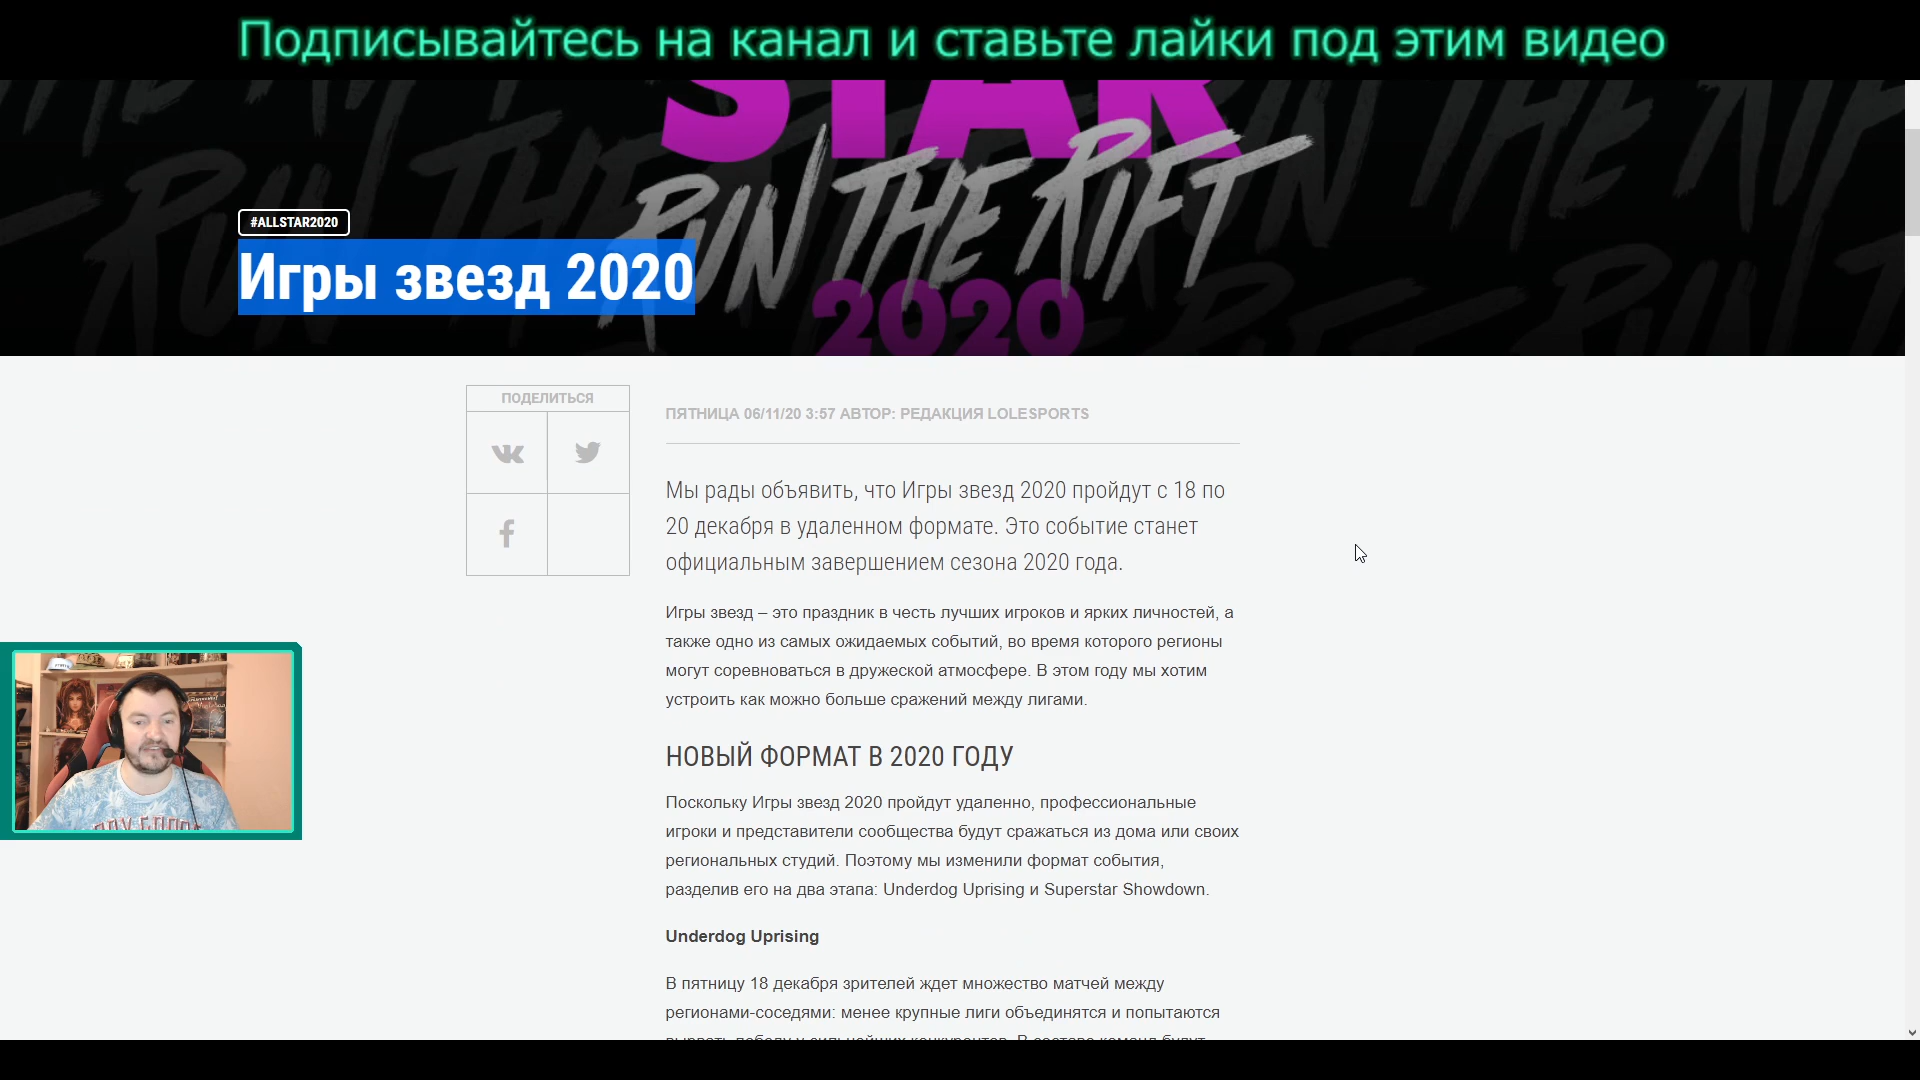 Подписывайтесь на канал и ставьте лайки под этим видео
STAR
RUN THE RIFT
2020
#ALLSTAR2020
Игры звезд 2020
ПОДЕЛИТЬСЯ
ПЯТНИЦА 06/11/20 3:57 АВТОР: РЕДАКЦИЯ LOLESPORTS
Мы рады объявить, что Игры звезд 2020 пройдут с 18 по
20 декабря в удаленном формате. Это событие станет
официальным завершением сезона 2020 года.
Игры звезд – это праздник в честь лучших игроков и ярких личностей, а
также одно из самых ожидаемых событий, во время которого регионы
могут соревноваться в дружеской атмосфере. В этом году мы хотим
устроить как можно больше сражений между лигами.
НОВЫЙ ФОРМАТ В 2020 ГОДУ
Поскольку Игры звезд 2020 пройдут удаленно, профессиональные
игроки и представители сообщества будут сражаться из дома или своих
региональных студий. Поэтому мы изменили формат события,
разделив его на два этапа: Underdog Uprising и Superstar Showdown.
Underdog Uprising
В пятницу 18 декабря зрителей ждет множество матчей между
регионами-соседями: менее крупные лиги объединятся и попытаются